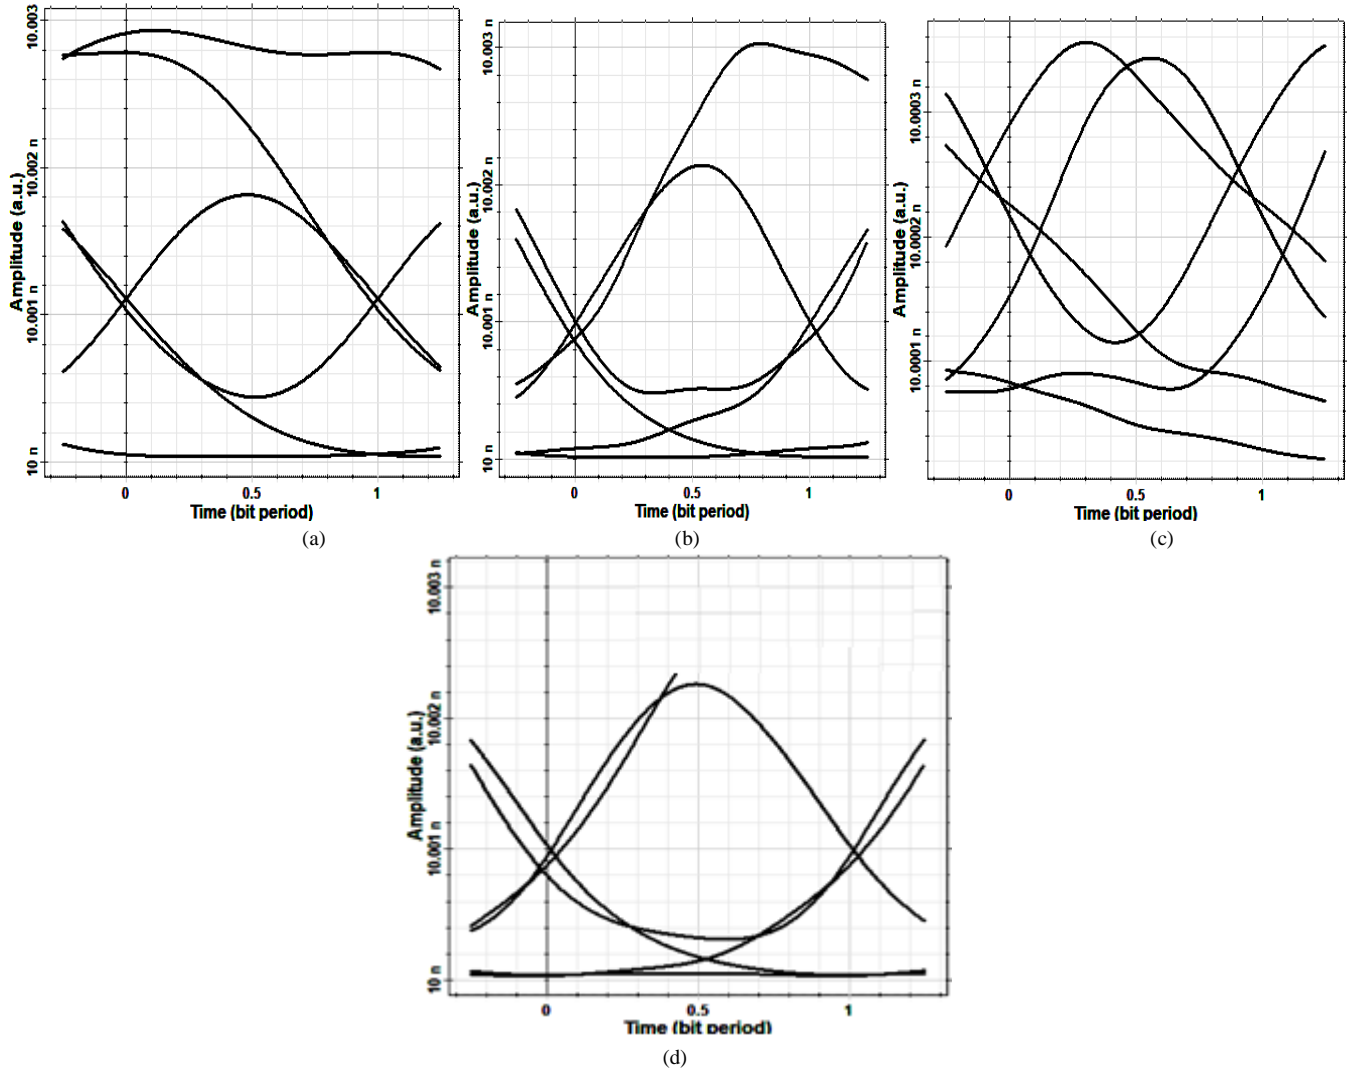 10.003 n
10.002 n
10.001 n
10 n
Amplitude (a.u.)
0 0.5 1
Time (bit period)
(a)
10.003 n
10.002 n
10.001 n
10 n
Amplitude (a.u.)
0 0.5 1
Time (bit period)
(b)
10.0003 n
10.0002 n
10.0001 n
Amplitude (a.u.)
0 0.5 1
Time (bit period)
(c)
10.003 n
10.002 n
10.001 n
10 n
Amplitude (a.u.)
0 0.5 1
Time (bit period)
(d)